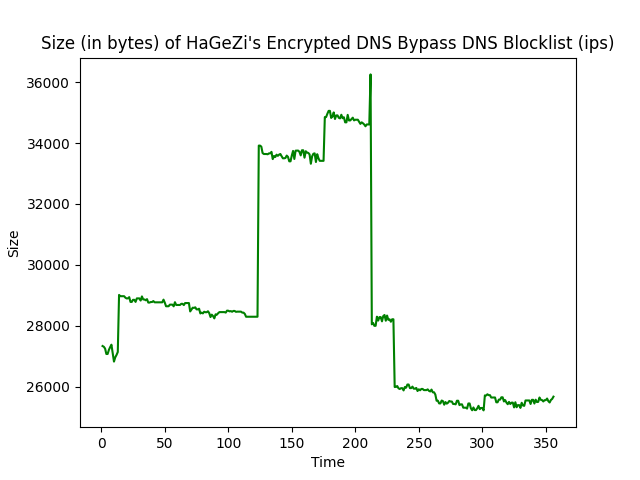 Size (in bytes) of HaGeZi's Encrypted DNS Bypass DNS Blocklist (ips)
36000
34000
32000
30000
28000
26000
Size
0 50 100 150 200 250 300 350
Time